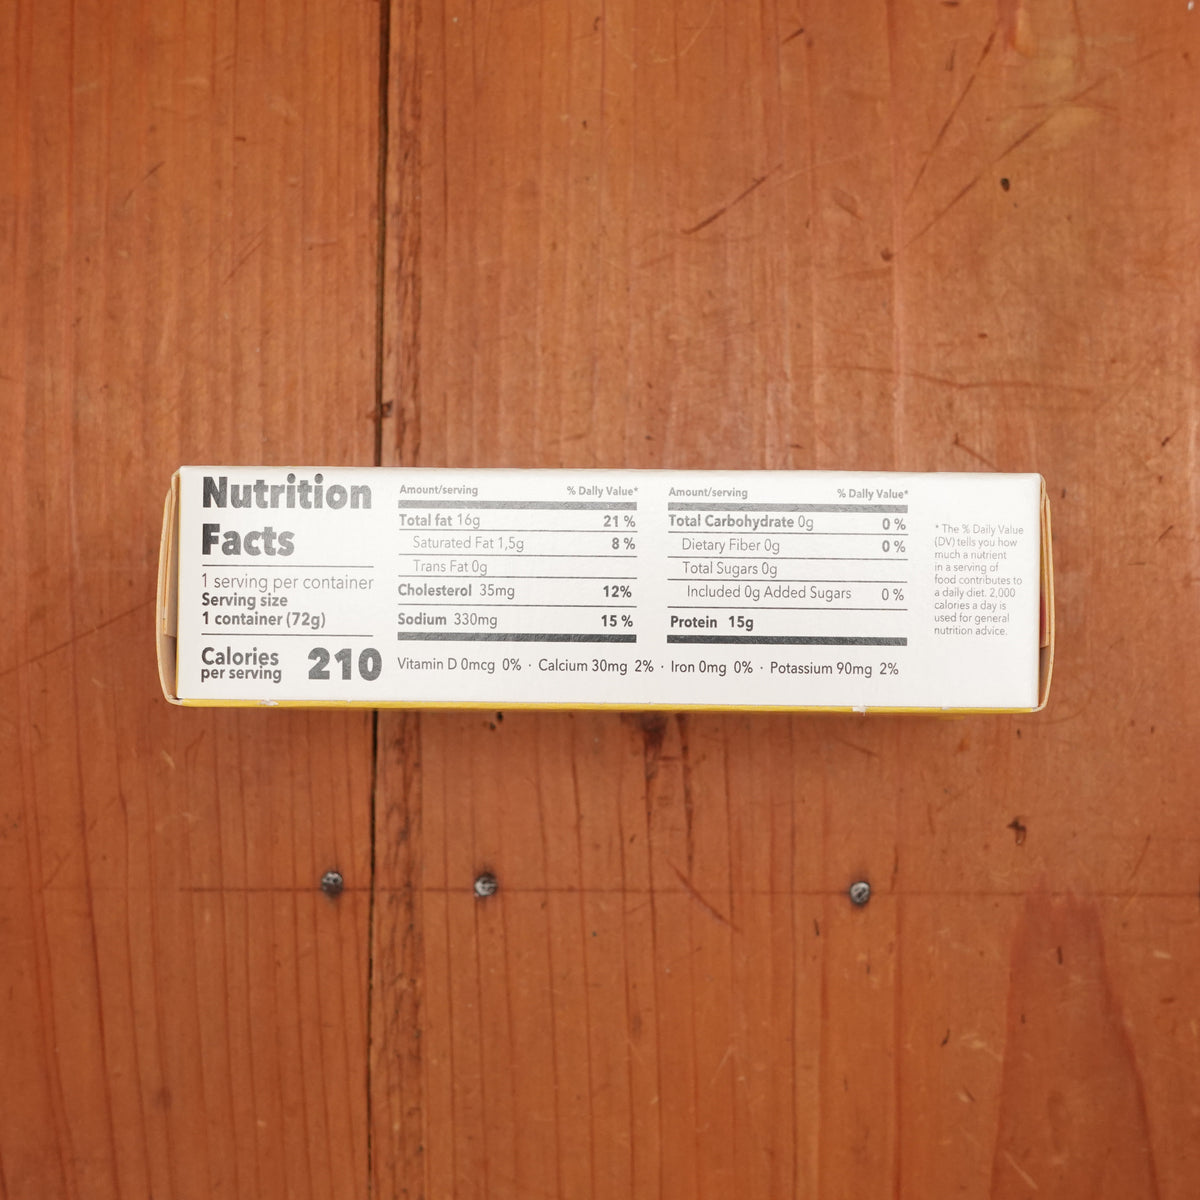 Nutrition
Facts
1 serving per container
Serving size
1 container (72g)
Calories
per serving
210
Amount/serving % Daily Value*
Total fat 16g 21 %
Saturated Fat 1,5g 8 %
Trans Fat 0g
Cholesterol 35mg 12%
Sodium 330mg 15 %
Amount/serving % Daily Value*
Total Carbohydrate 0g 0 %
Dietary Fiber 0g 0 %
Total Sugars 0g
Included 0g Added Sugars 0 %
Protein 15g
Vitamin D 0mcg 0% · Calcium 30mg 2% · Iron 0mg 0% · Potassium 90mg 2%
* The % Daily Value
(DV) tells you how
much a nutrient
in a serving of
food contributes to
a daily diet. 2,000
calories a day is
used for general
nutrition advice.